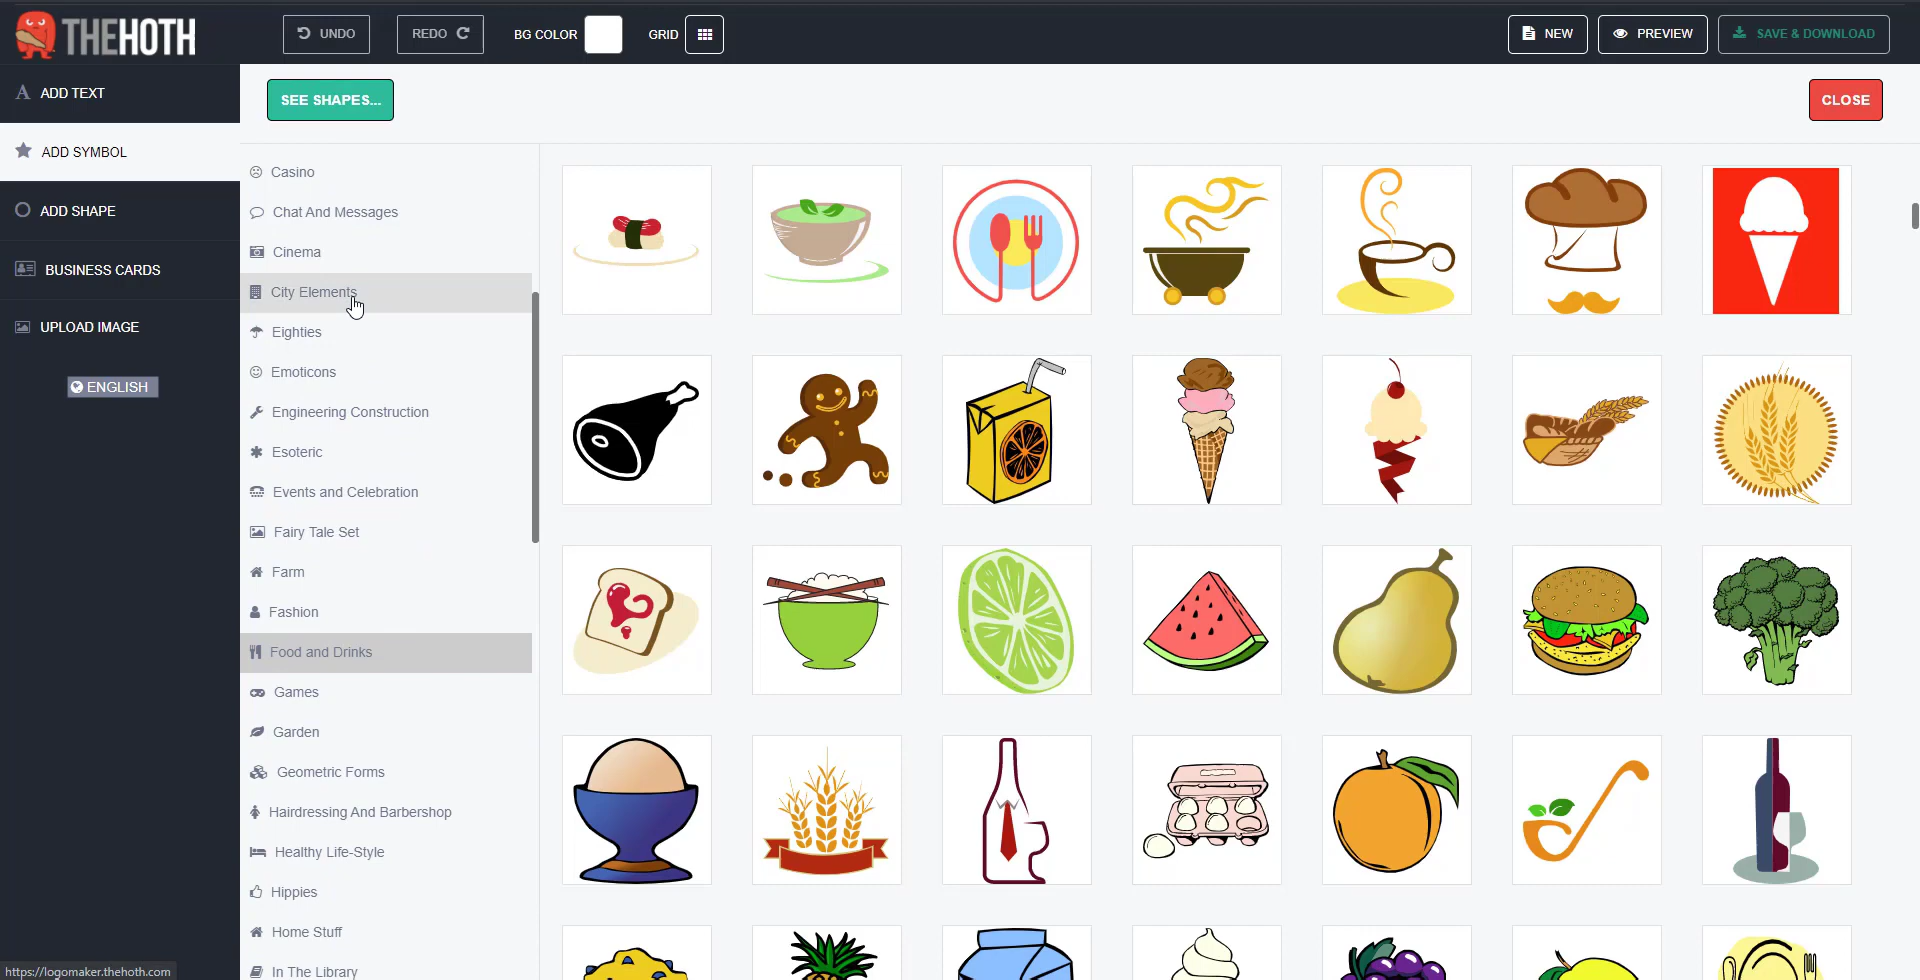 THEHOTH
UNDO
REDO
BG COLOR
GRID
NEW
PREVIEW
SAVE & DOWNLOAD
ADD TEXT
ADD SYMBOL
ADD SHAPE
BUSINESS CARDS
UPLOAD IMAGE
ENGLISH
SEE SHAPES...
CLOSE
Casino
Chat And Messages
Cinema
City Elements
Eighties
Emoticons
Engineering Construction
Esoteric
Events and Celebration
Fairy Tale Set
Farm
Fashion
Food and Drinks
Games
Garden
Geometric Forms
Hairdressing And Barbershop
Healthy Life-Style
Hippies
Home Stuff
In The Library
https://logomaker.thehoth.com